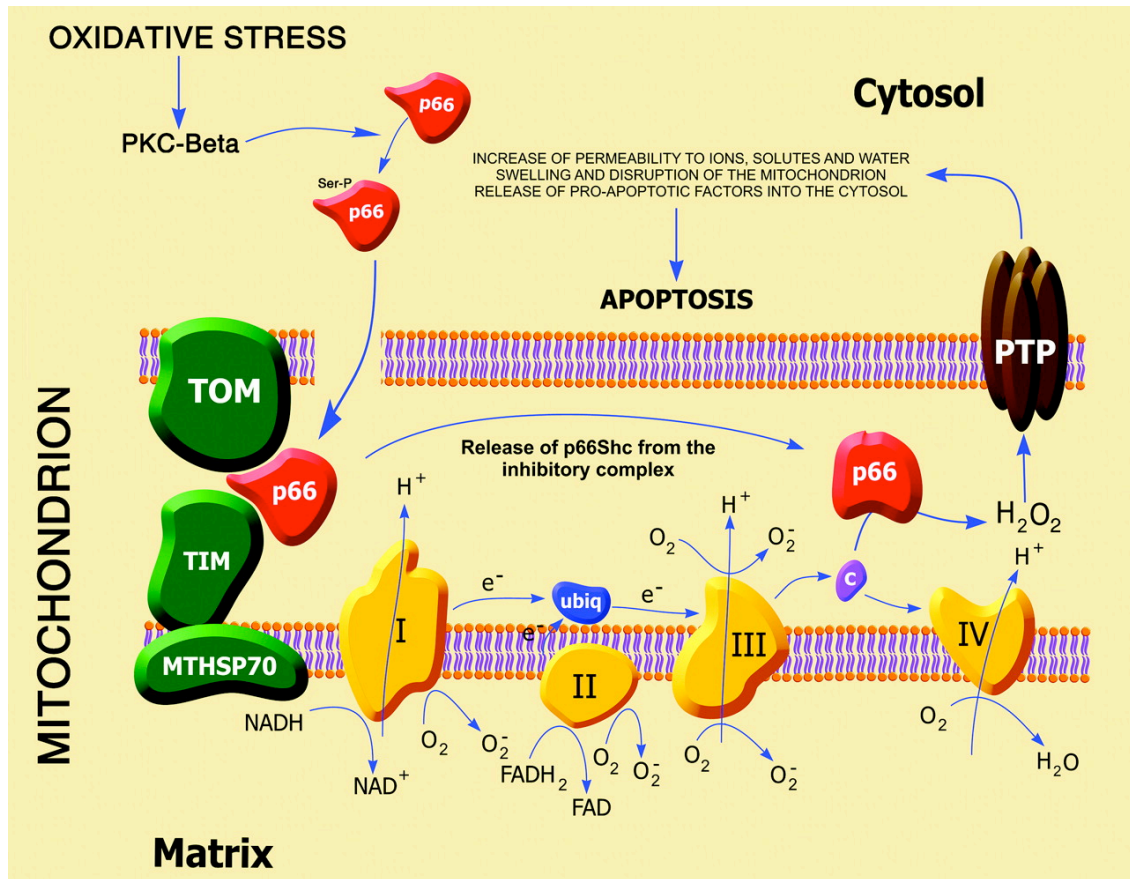 OXIDATIVE STRESS
p66
Cytosol
PKC-Beta
INCREASE OF PERMEABILITY TO IONS, SOLUTES AND WATER
SWELLING AND DISRUPTION OF THE MITOCHONDRION
RELEASE OF PRO-APOPTOTIC FACTORS INTO THE CYTOSOL
Ser-P
p66
APOPTOSIS
PTP
TOM
MITOCHONDRION
Release of p66Shc from the
inhibitory complex
p66
p66
H⁺
H⁺
H₂O₂
O₂
O₂⁻
H⁺
TIM
e⁻
ubiq
e⁻
c
e⁻
I
III
IV
MTHSP70
II
NADH
O₂
O₂⁻
O₂
O₂⁻
O₂
O₂⁻
O₂
H₂O
NAD⁺
FADH₂
FAD
Matrix